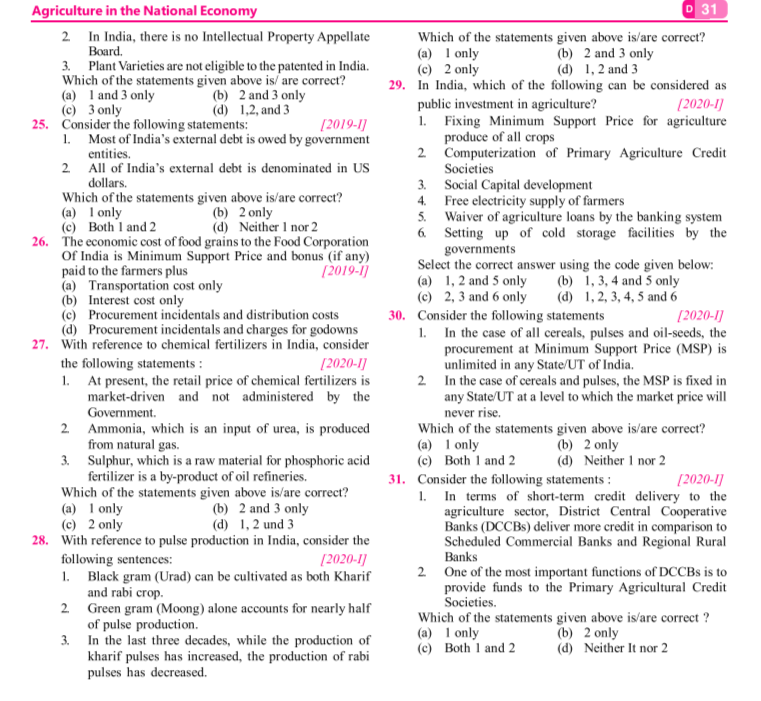 Agriculture in the National Economy
D 31
2. In India, there is no Intellectual Property Appellate
Board.
3. Plant Varieties are not eligible to the patented in India.
Which of the statements given above is/ are correct?
(a) 1 and 3 only (b) 2 and 3 only
(c) 3 only (d) 1,2, and 3
25. Consider the following statements: [2019-I]
1. Most of India's external debt is owed by government
entities.
2. All of India's external debt is denominated in US
dollars.
Which of the statements given above is/are correct?
(a) 1 only (b) 2 only
(c) Both 1 and 2 (d) Neither 1 nor 2
26. The economic cost of food grains to the Food Corporation
Of India is Minimum Support Price and bonus (if any)
paid to the farmers plus [2019-I]
(a) Transportation cost only
(b) Interest cost only
(c) Procurement incidentals and distribution costs
(d) Procurement incidentals and charges for godowns
27. With reference to chemical fertilizers in India, consider
the following statements : [2020-I]
1. At present, the retail price of chemical fertilizers is
market-driven and not administered by the
Government.
2. Ammonia, which is an input of urea, is produced
from natural gas.
3. Sulphur, which is a raw material for phosphoric acid
fertilizer is a by-product of oil refineries.
Which of the statements given above is/are correct?
(a) 1 only (b) 2 and 3 only
(c) 2 only (d) 1, 2 und 3
28. With reference to pulse production in India, consider the
following sentences: [2020-I]
1. Black gram (Urad) can be cultivated as both Kharif
and rabi crop.
2. Green gram (Moong) alone accounts for nearly half
of pulse production.
3. In the last three decades, while the production of
kharif pulses has increased, the production of rabi
pulses has decreased.
Which of the statements given above is/are correct?
(a) 1 only (b) 2 and 3 only
(c) 2 only (d) 1, 2 and 3
29. In India, which of the following can be considered as
public investment in agriculture? [2020-I]
1. Fixing Minimum Support Price for agriculture
produce of all crops
2. Computerization of Primary Agriculture Credit
Societies
3. Social Capital development
4. Free electricity supply of farmers
5. Waiver of agriculture loans by the banking system
6. Setting up of cold storage facilities by the
governments
Select the correct answer using the code given below:
(a) 1, 2 and 5 only (b) 1, 3, 4 and 5 only
(c) 2, 3 and 6 only (d) 1, 2, 3, 4, 5 and 6
30. Consider the following statements [2020-I]
1. In the case of all cereals, pulses and oil-seeds, the
procurement at Minimum Support Price (MSP) is
unlimited in any State/UT of India.
2. In the case of cereals and pulses, the MSP is fixed in
any State/UT at a level to which the market price will
never rise.
Which of the statements given above is/are correct?
(a) 1 only (b) 2 only
(c) Both 1 and 2 (d) Neither 1 nor 2
31. Consider the following statements : [2020-I]
1. In terms of short-term credit delivery to the
agriculture sector, District Central Cooperative
Banks (DCCBs) deliver more credit in comparison to
Scheduled Commercial Banks and Regional Rural
Banks
2. One of the most important functions of DCCBs is to
provide funds to the Primary Agricultural Credit
Societies.
Which of the statements given above is/are correct ?
(a) 1 only (b) 2 only
(c) Both 1 and 2 (d) Neither It nor 2